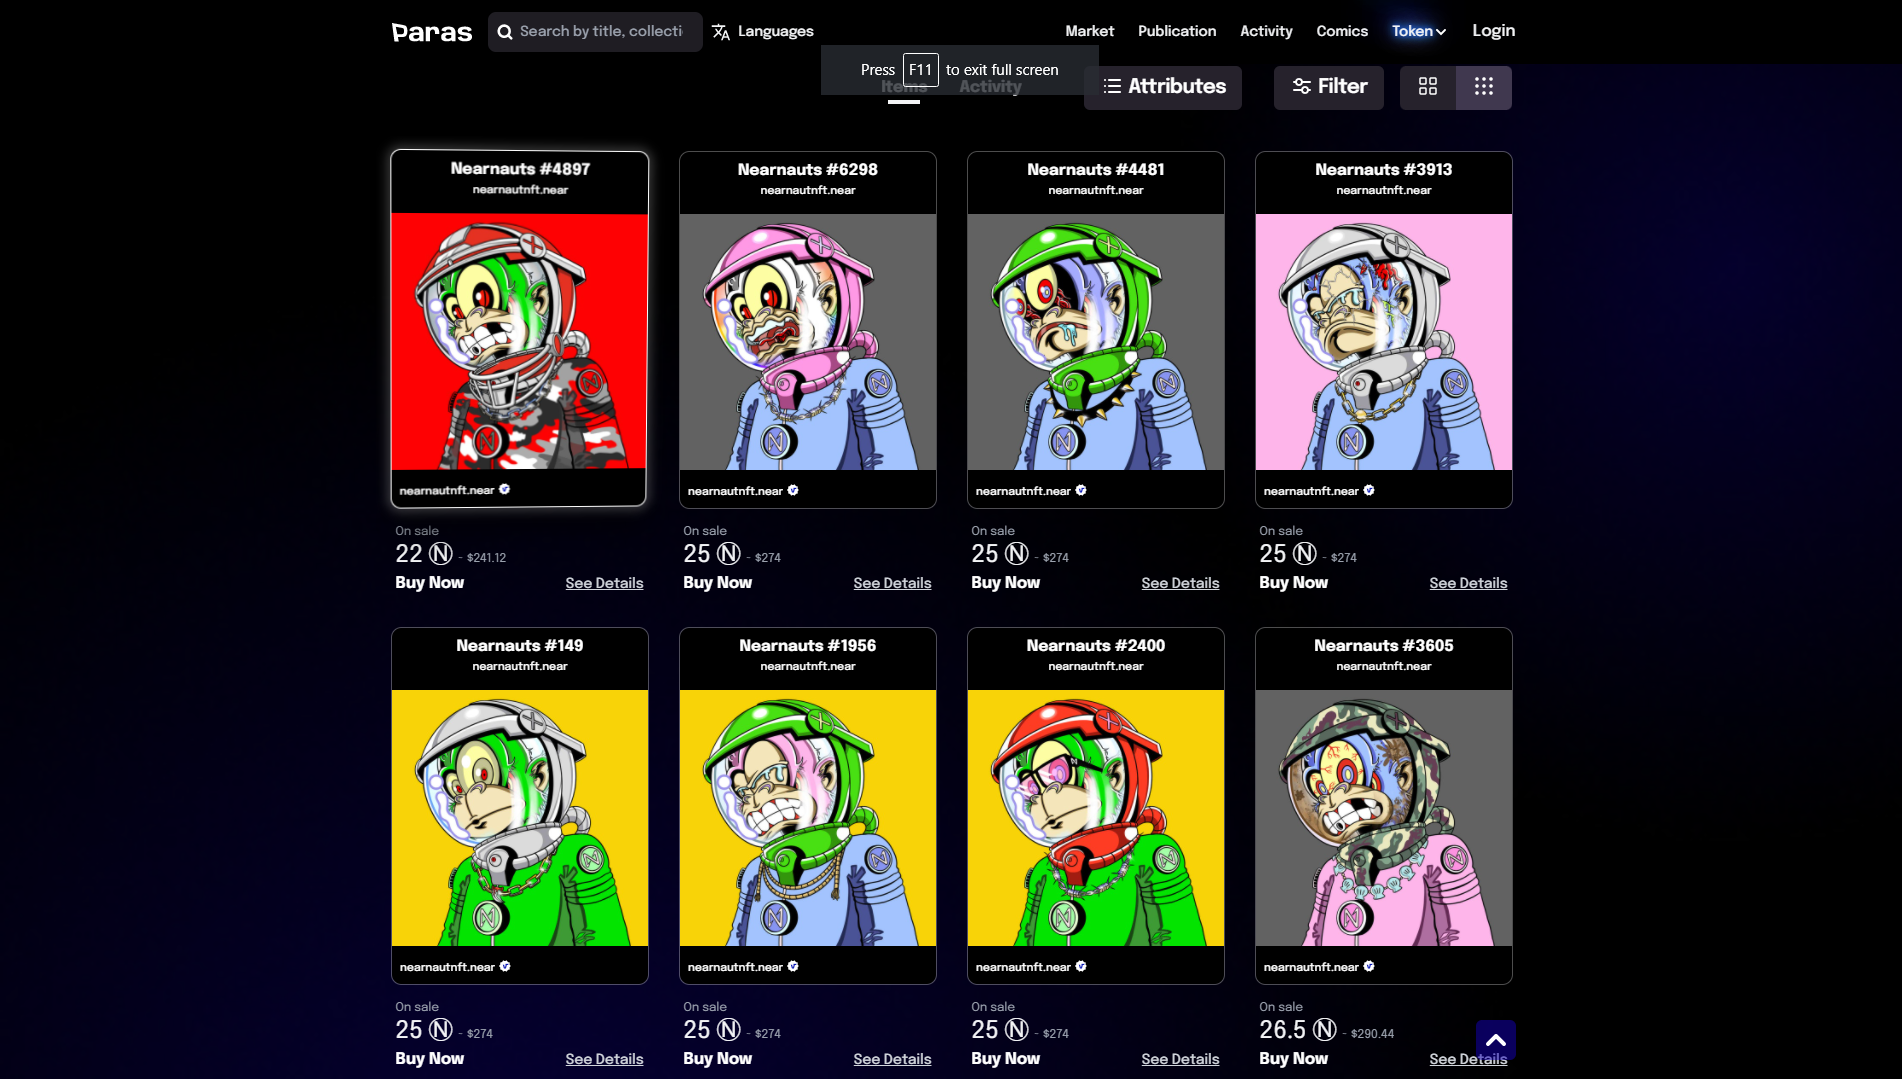 Paras
Search by title, collecti
Languages
Market
Publication
Activity
Comics
Token
Login
Press F11 to exit full screen
Items
Activity
Attributes
Filter
Nearnauts #4897
nearnautnft.near
nearnautnft.near
On sale
22 N - $241.12
Buy Now
See Details
Nearnauts #6298
nearnautnft.near
nearnautnft.near
On sale
25 N - $274
Buy Now
See Details
Nearnauts #4481
nearnautnft.near
nearnautnft.near
On sale
25 N - $274
Buy Now
See Details
Nearnauts #3913
nearnautnft.near
nearnautnft.near
On sale
25 N - $274
Buy Now
See Details
Nearnauts #149
nearnautnft.near
nearnautnft.near
On sale
25 N - $274
Buy Now
See Details
Nearnauts #1956
nearnautnft.near
nearnautnft.near
On sale
25 N - $274
Buy Now
See Details
Nearnauts #2400
nearnautnft.near
nearnautnft.near
On sale
25 N - $274
Buy Now
See Details
Nearnauts #3605
nearnautnft.near
nearnautnft.near
On sale
26.5 N - $290.44
Buy Now
See Details